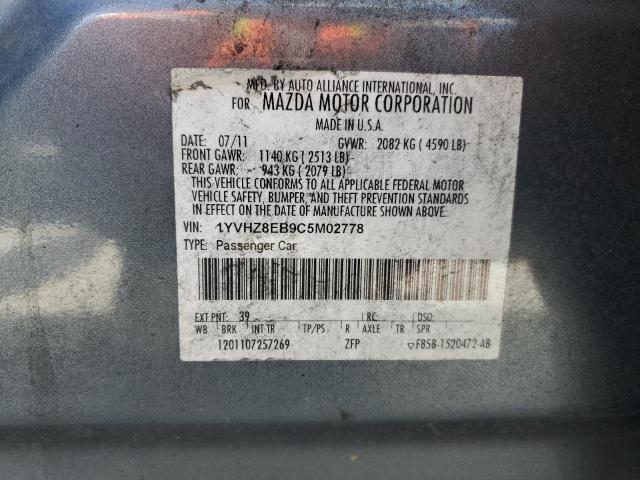 MFD. BY AUTO ALLIANCE INTERNATIONAL, INC.
FOR MAZDA MOTOR CORPORATION
MADE IN U.S.A.
DATE: 07/11 GVWR: 2082 KG ( 4590 LB)
FRONT GAWR: 1140 KG ( 2513 LB)
REAR GAWR: 943 KG ( 2079 LB)
THIS VEHICLE CONFORMS TO ALL APPLICABLE FEDERAL MOTOR
VEHICLE SAFETY, BUMPER, AND THEFT PREVENTION STANDARDS
IN EFFECT ON THE DATE OF MANUFACTURE SHOWN ABOVE.
VIN: 1YVHZ8EB9C5M02778
TYPE: Passenger Car
EXT PNT: 39 RC: DSO:
WB BRK INT TR TP/PS R AXLE TR SPR
1201107257269 ZFP ▽F85B-1520472-AB